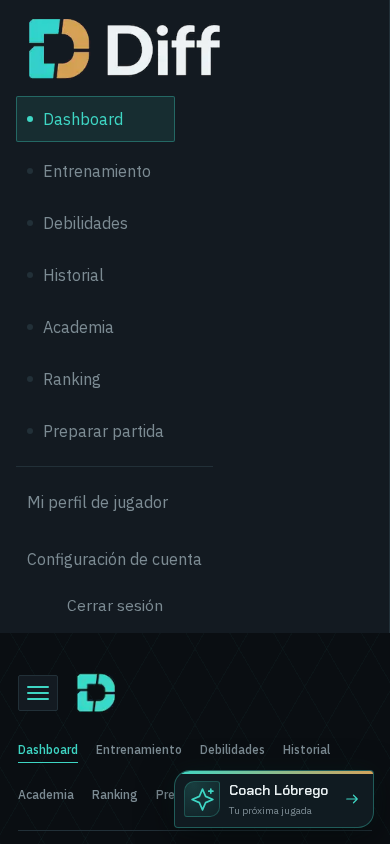 Diff
Dashboard
Entrenamiento
Debilidades
Historial
Academia
Ranking
Preparar partida
Mi perfil de jugador
Configuración de cuenta
Cerrar sesión
Dashboard Entrenamiento Debilidades Historial
Academia Ranking
Coach Lóbrego
Tu próxima jugada